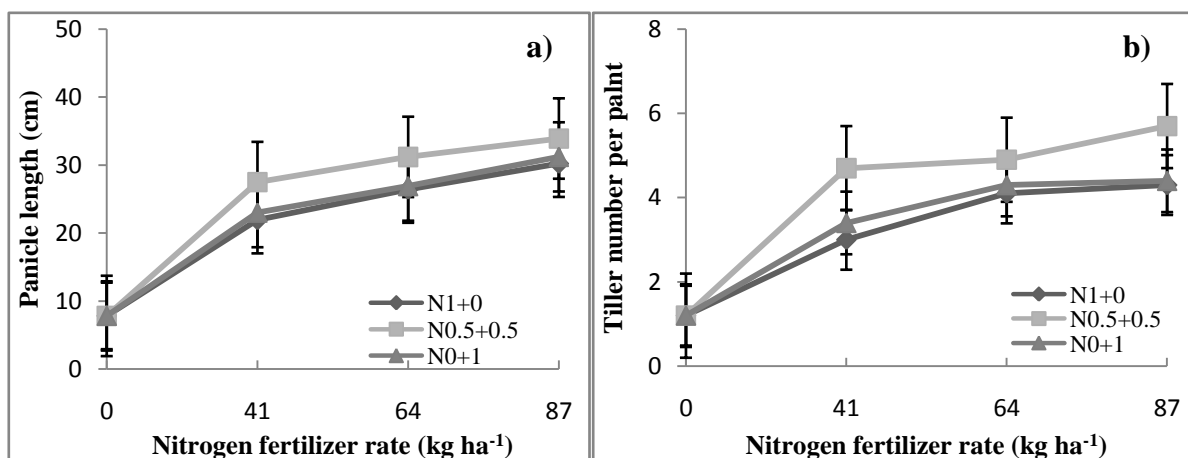 a)
Panicle length (cm)
50
40
30
20
10
0
0 41 64 87
Nitrogen fertilizer rate (kg ha-1)
N1+0
N0.5+0.5
N0+1
b)
Tiller number per palnt
8
6
4
2
0
0 41 64 87
Nitrogen fertilizer rate (kg ha-1)
N1+0
N0.5+0.5
N0+1